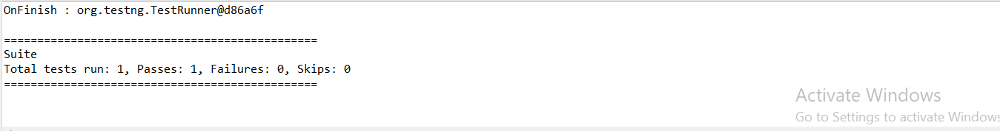 OnFinish : org.testng.TestRunner@d86a6f
===============================================
Suite
Total tests run: 1, Passes: 1, Failures: 0, Skips: 0
===============================================
Activate Windows
Go to Settings to activate Windows